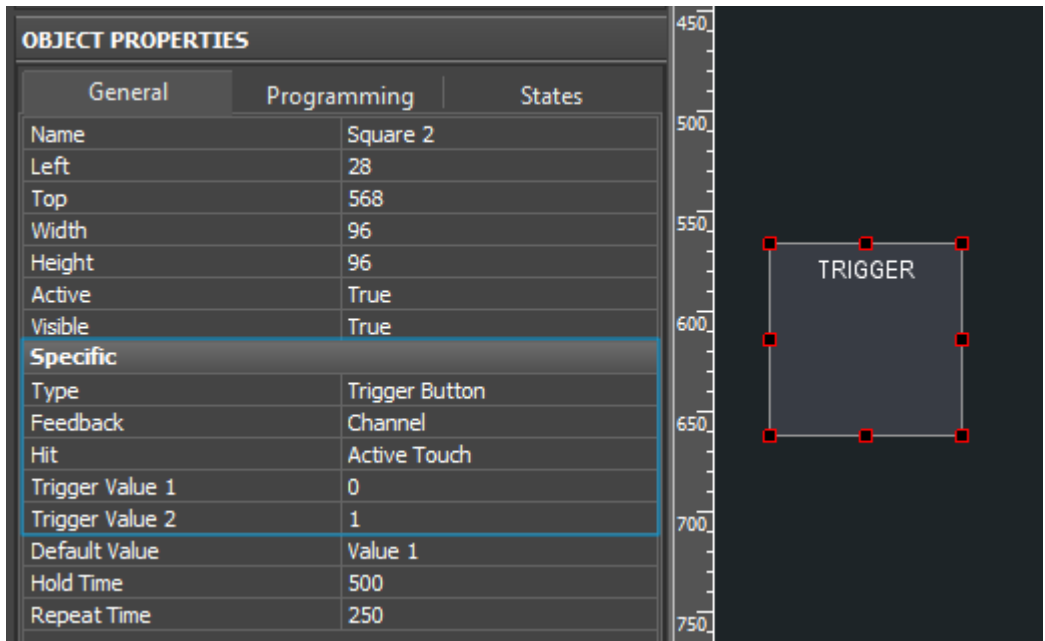 OBJECT PROPERTIES
General Programming States
Name Square 2
Left 28
Top 568
Width 96
Height 96
Active True
Visible True
Specific
Type Trigger Button
Feedback Channel
Hit Active Touch
Trigger Value 1 0
Trigger Value 2 1
Default Value Value 1
Hold Time 500
Repeat Time 250
450
500
550
600
650
700
750
TRIGGER